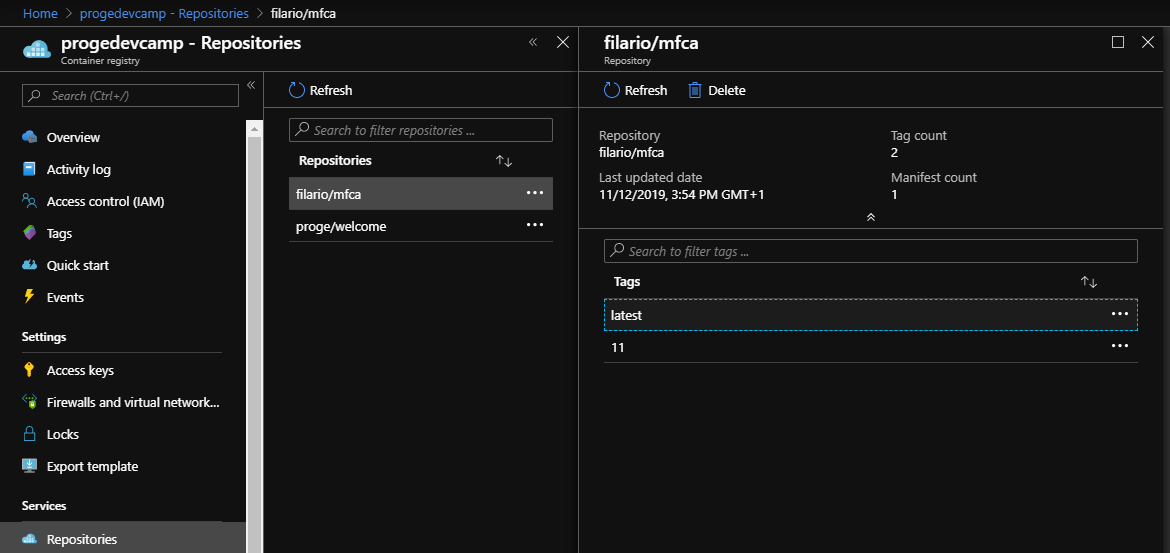 Home > progedevcamp - Repositories > filario/mfca
progedevcamp - Repositories
Container registry
Search (Ctrl+/)
Overview
Activity log
Access control (IAM)
Tags
Quick start
Events
Settings
Access keys
Firewalls and virtual network...
Locks
Export template
Services
Repositories
Refresh
Search to filter repositories ...
Repositories
filario/mfca
proge/welcome
filario/mfca
Repository
Refresh Delete
Repository
filario/mfca
Tag count
2
Last updated date
11/12/2019, 3:54 PM GMT+1
Manifest count
1
Search to filter tags ...
Tags
latest
11